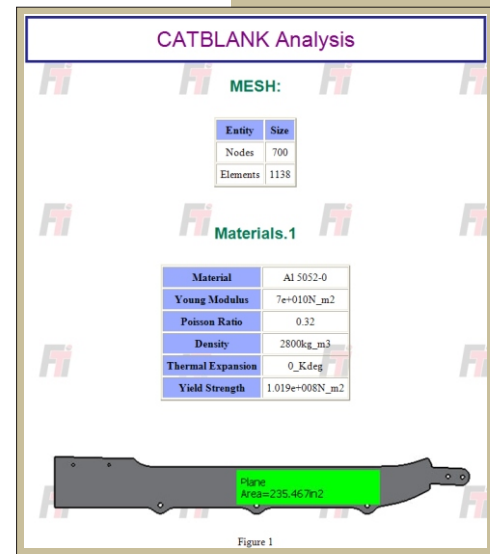 CATBLANK Analysis
MESH:
Entity Size
Nodes 700
Elements 1138
Materials.1
Material Al 5052-0
Young Modulus 7e+010N_m2
Poisson Ratio 0.32
Density 2800kg_m3
Thermal Expansion 0_Kdeg
Yield Strength 1.019e+008N_m2
Plane
Area=235.467in2
Figure 1